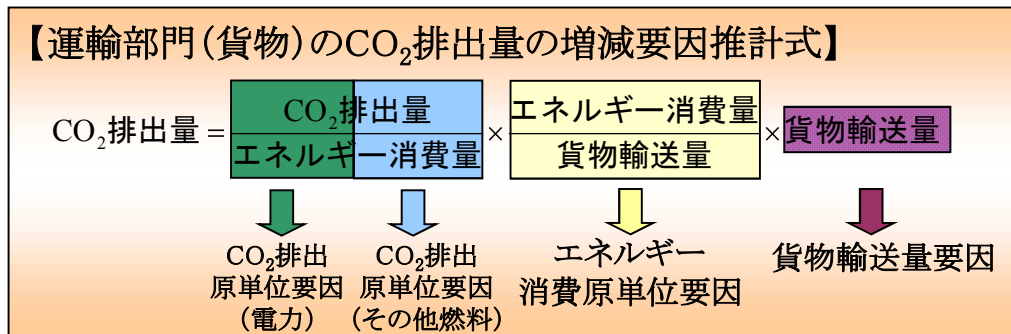 【運輸部門(貨物)のCO₂排出量の増減要因推計式】
CO₂排出量 = CO₂排出量 / エネルギー消費量 × エネルギー消費量 / 貨物輸送量 × 貨物輸送量
CO₂排出
原単位要因
(電力)
CO₂排出
原単位要因
(その他燃料)
エネルギー
消費原単位要因
貨物輸送量要因